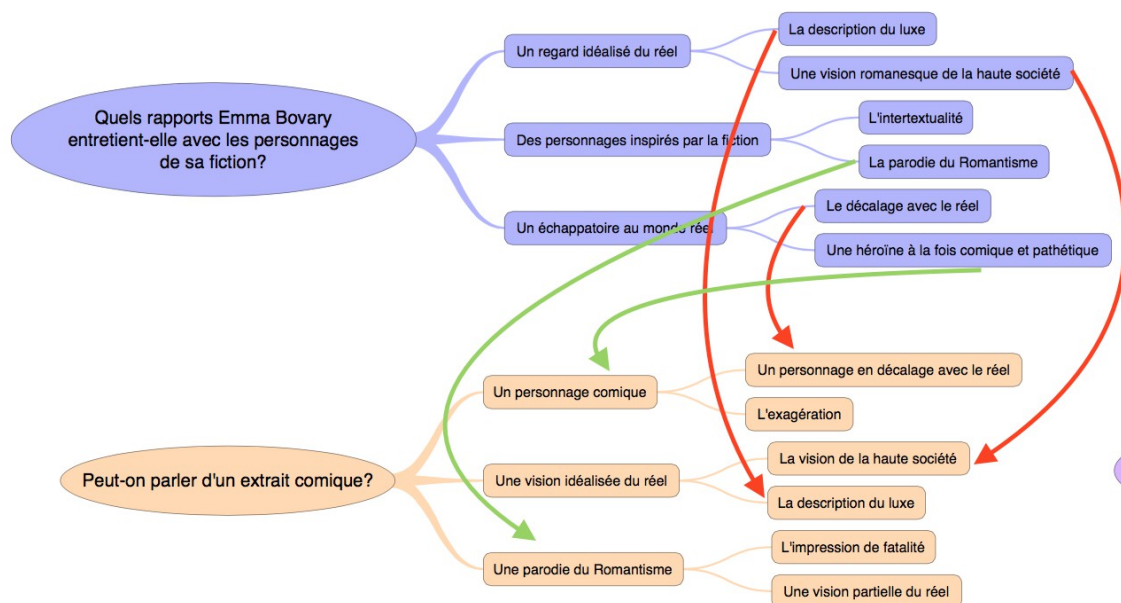 Quels rapports Emma Bovary
entretient-elle avec les personnages
de sa fiction?
Un regard idéalisé du réel
La description du luxe
Une vision romanesque de la haute société
Des personnages inspirés par la fiction
L'intertextualité
La parodie du Romantisme
Un échappatoire au monde réel
Le décalage avec le réel
Une héroïne à la fois comique et pathétique
Peut-on parler d'un extrait comique?
Un personnage comique
Un personnage en décalage avec le réel
L'exagération
Une vision idéalisée du réel
La vision de la haute société
La description du luxe
Une parodie du Romantisme
L'impression de fatalité
Une vision partielle du réel